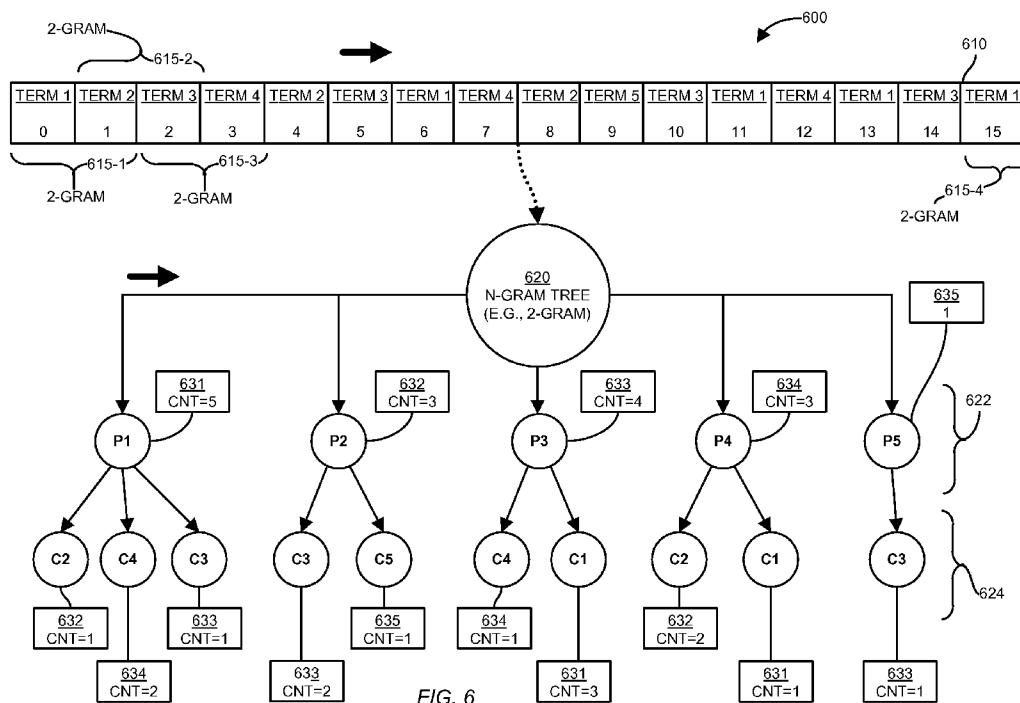 2-GRAM
615-2
600
610
TERM 1 TERM 2 TERM 3 TERM 4 TERM 2 TERM 3 TERM 1 TERM 4 TERM 2 TERM 5 TERM 3 TERM 1 TERM 4 TERM 1 TERM 3 TERM 1
0 1 2 3 4 5 6 7 8 9 10 11 12 13 14 15
615-1 615-3 615-4
2-GRAM 2-GRAM 2-GRAM
620
N-GRAM TREE
(E.G., 2-GRAM)
635
1
631
CNT=5
632
CNT=3
633
CNT=4
634
CNT=3
622
P1 P2 P3 P4 P5
C2 C4 C3 C3 C5 C4 C1 C2 C1 C3
624
632
CNT=1
633
CNT=1
635
CNT=1
634
CNT=1
632
CNT=2
634
CNT=2
633
CNT=2
631
CNT=3
631
CNT=1
633
CNT=1
FIG. 6